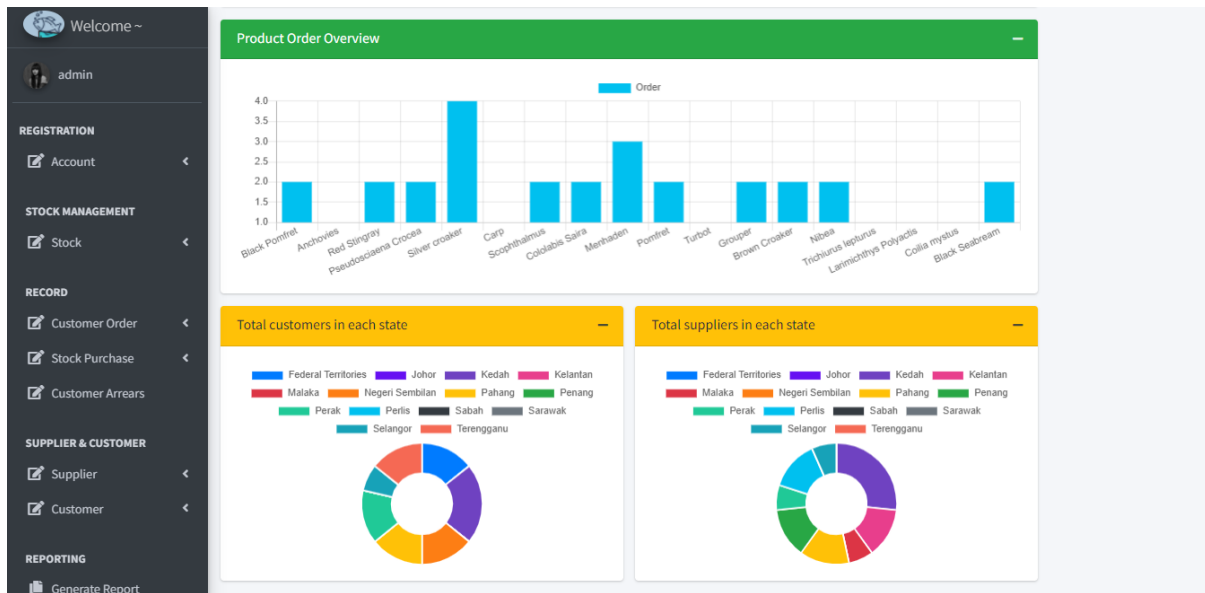 Welcome ~
admin
REGISTRATION
Account
STOCK MANAGEMENT
Stock
RECORD
Customer Order
Stock Purchase
Customer Arrears
SUPPLIER & CUSTOMER
Supplier
Customer
REPORTING
Generate Report
Product Order Overview
Order
4.0
3.5
3.0
2.5
2.0
1.5
1.0
Black Pomfret
Anchovies
Red Stingray
Pseudosciaena Crocea
Silver croaker
Carp
Scophthalmus
Cololabis Saira
Menhaden
Pomfret
Turbot
Grouper
Brown Croaker
Nibea
Trichiurus lepturus
Larimichthys Polyactis
Coilia mystus
Black Seabream
Total customers in each state
Federal Territories Johor Kedah Kelantan
Malaka Negeri Sembilan Pahang Penang
Perak Perlis Sabah Sarawak
Selangor Terengganu
Total suppliers in each state
Federal Territories Johor Kedah Kelantan
Malaka Negeri Sembilan Pahang Penang
Perak Perlis Sabah Sarawak
Selangor Terengganu